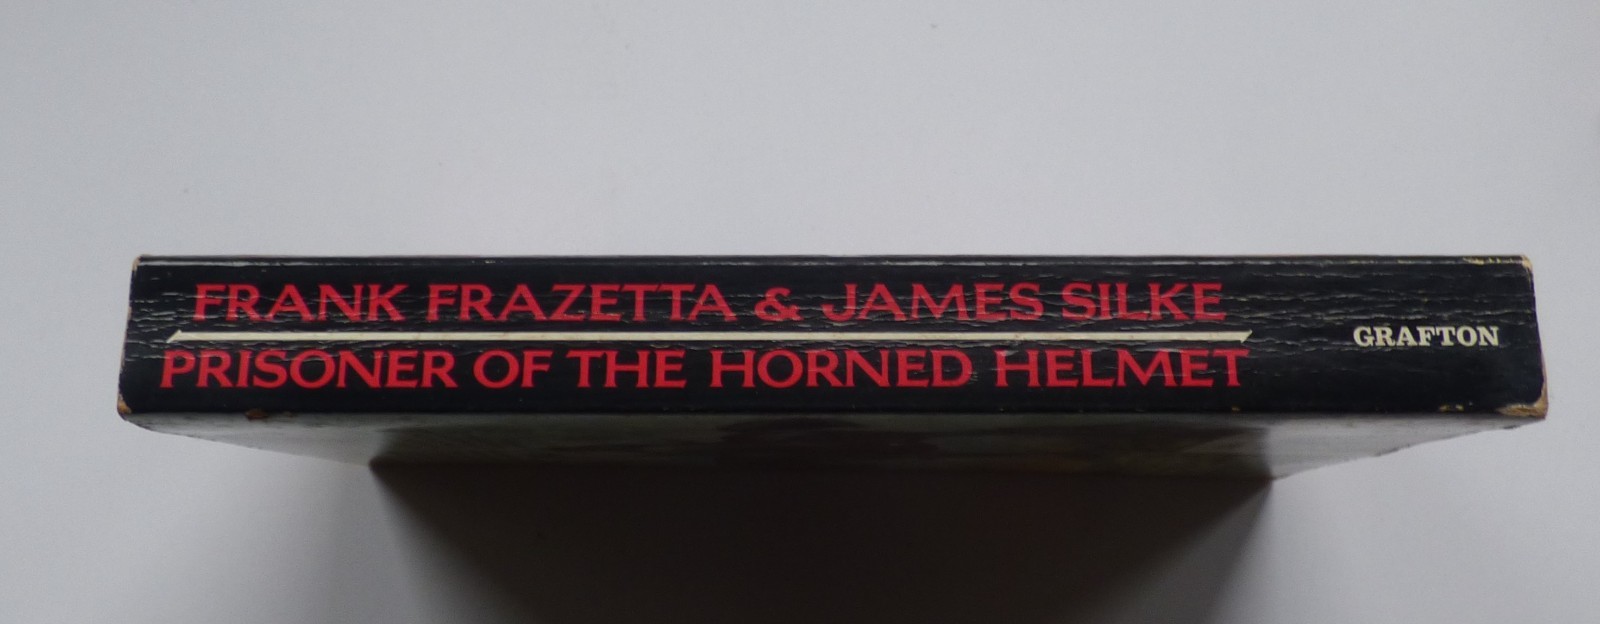 FRANK FRAZETTA & JAMES SILKE
PRISONER OF THE HORNED HELMET
GRAFTON